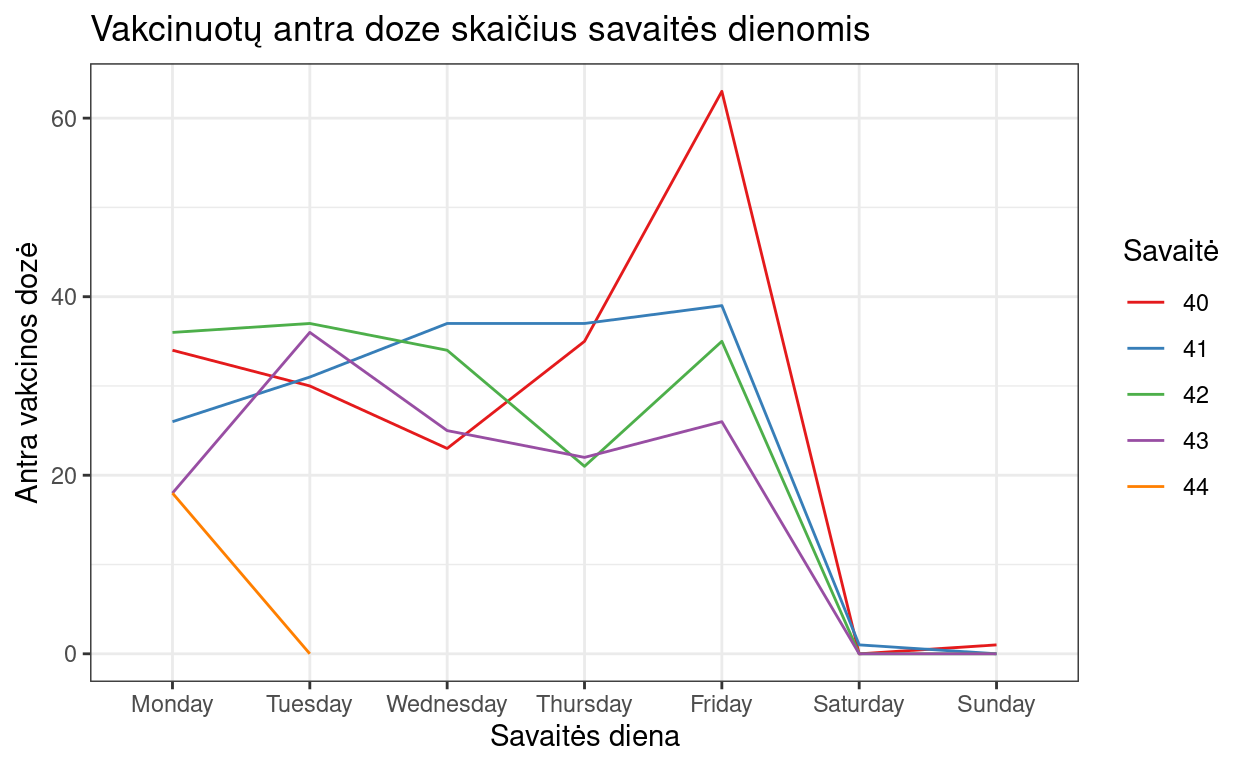 Vakcinuotų antra doze skaičius savaitės dienomis
Antra vakcinos dozė
60
40
20
0
Monday Tuesday Wednesday Thursday Friday Saturday Sunday
Savaitės diena
Savaitė
40
41
42
43
44